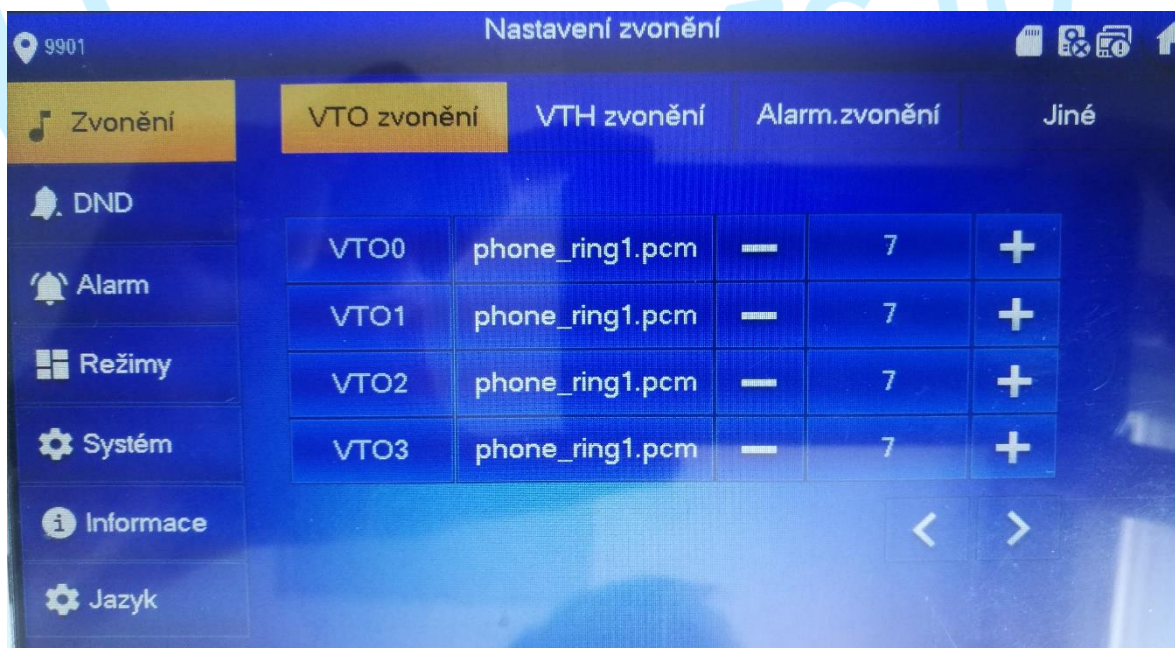 9901
Nastavení zvonění
Zvonění
VTO zvonění
VTH zvonění
Alarm.zvonění
Jiné
DND
Alarm
Režimy
Systém
Informace
Jazyk
VTO0 phone_ring1.pcm 7
VTO1 phone_ring1.pcm 7
VTO2 phone_ring1.pcm 7
VTO3 phone_ring1.pcm 7